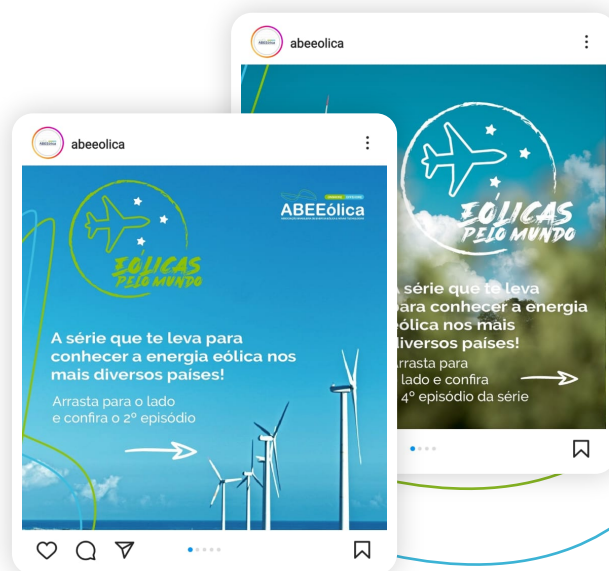 abeeolica
EÓLICAS
PELO MUNDO
série que te leva
para conhecer a energia
eólica nos mais
diversos países!
Arrasta para
lado e confira
4º episódio da série
abeeolica
EÓLICAS
PELO MUNDO
ABEEólica
A série que te leva para
conhecer a energia eólica nos
mais diversos países!
Arrasta para o lado
e confira o 2º episódio